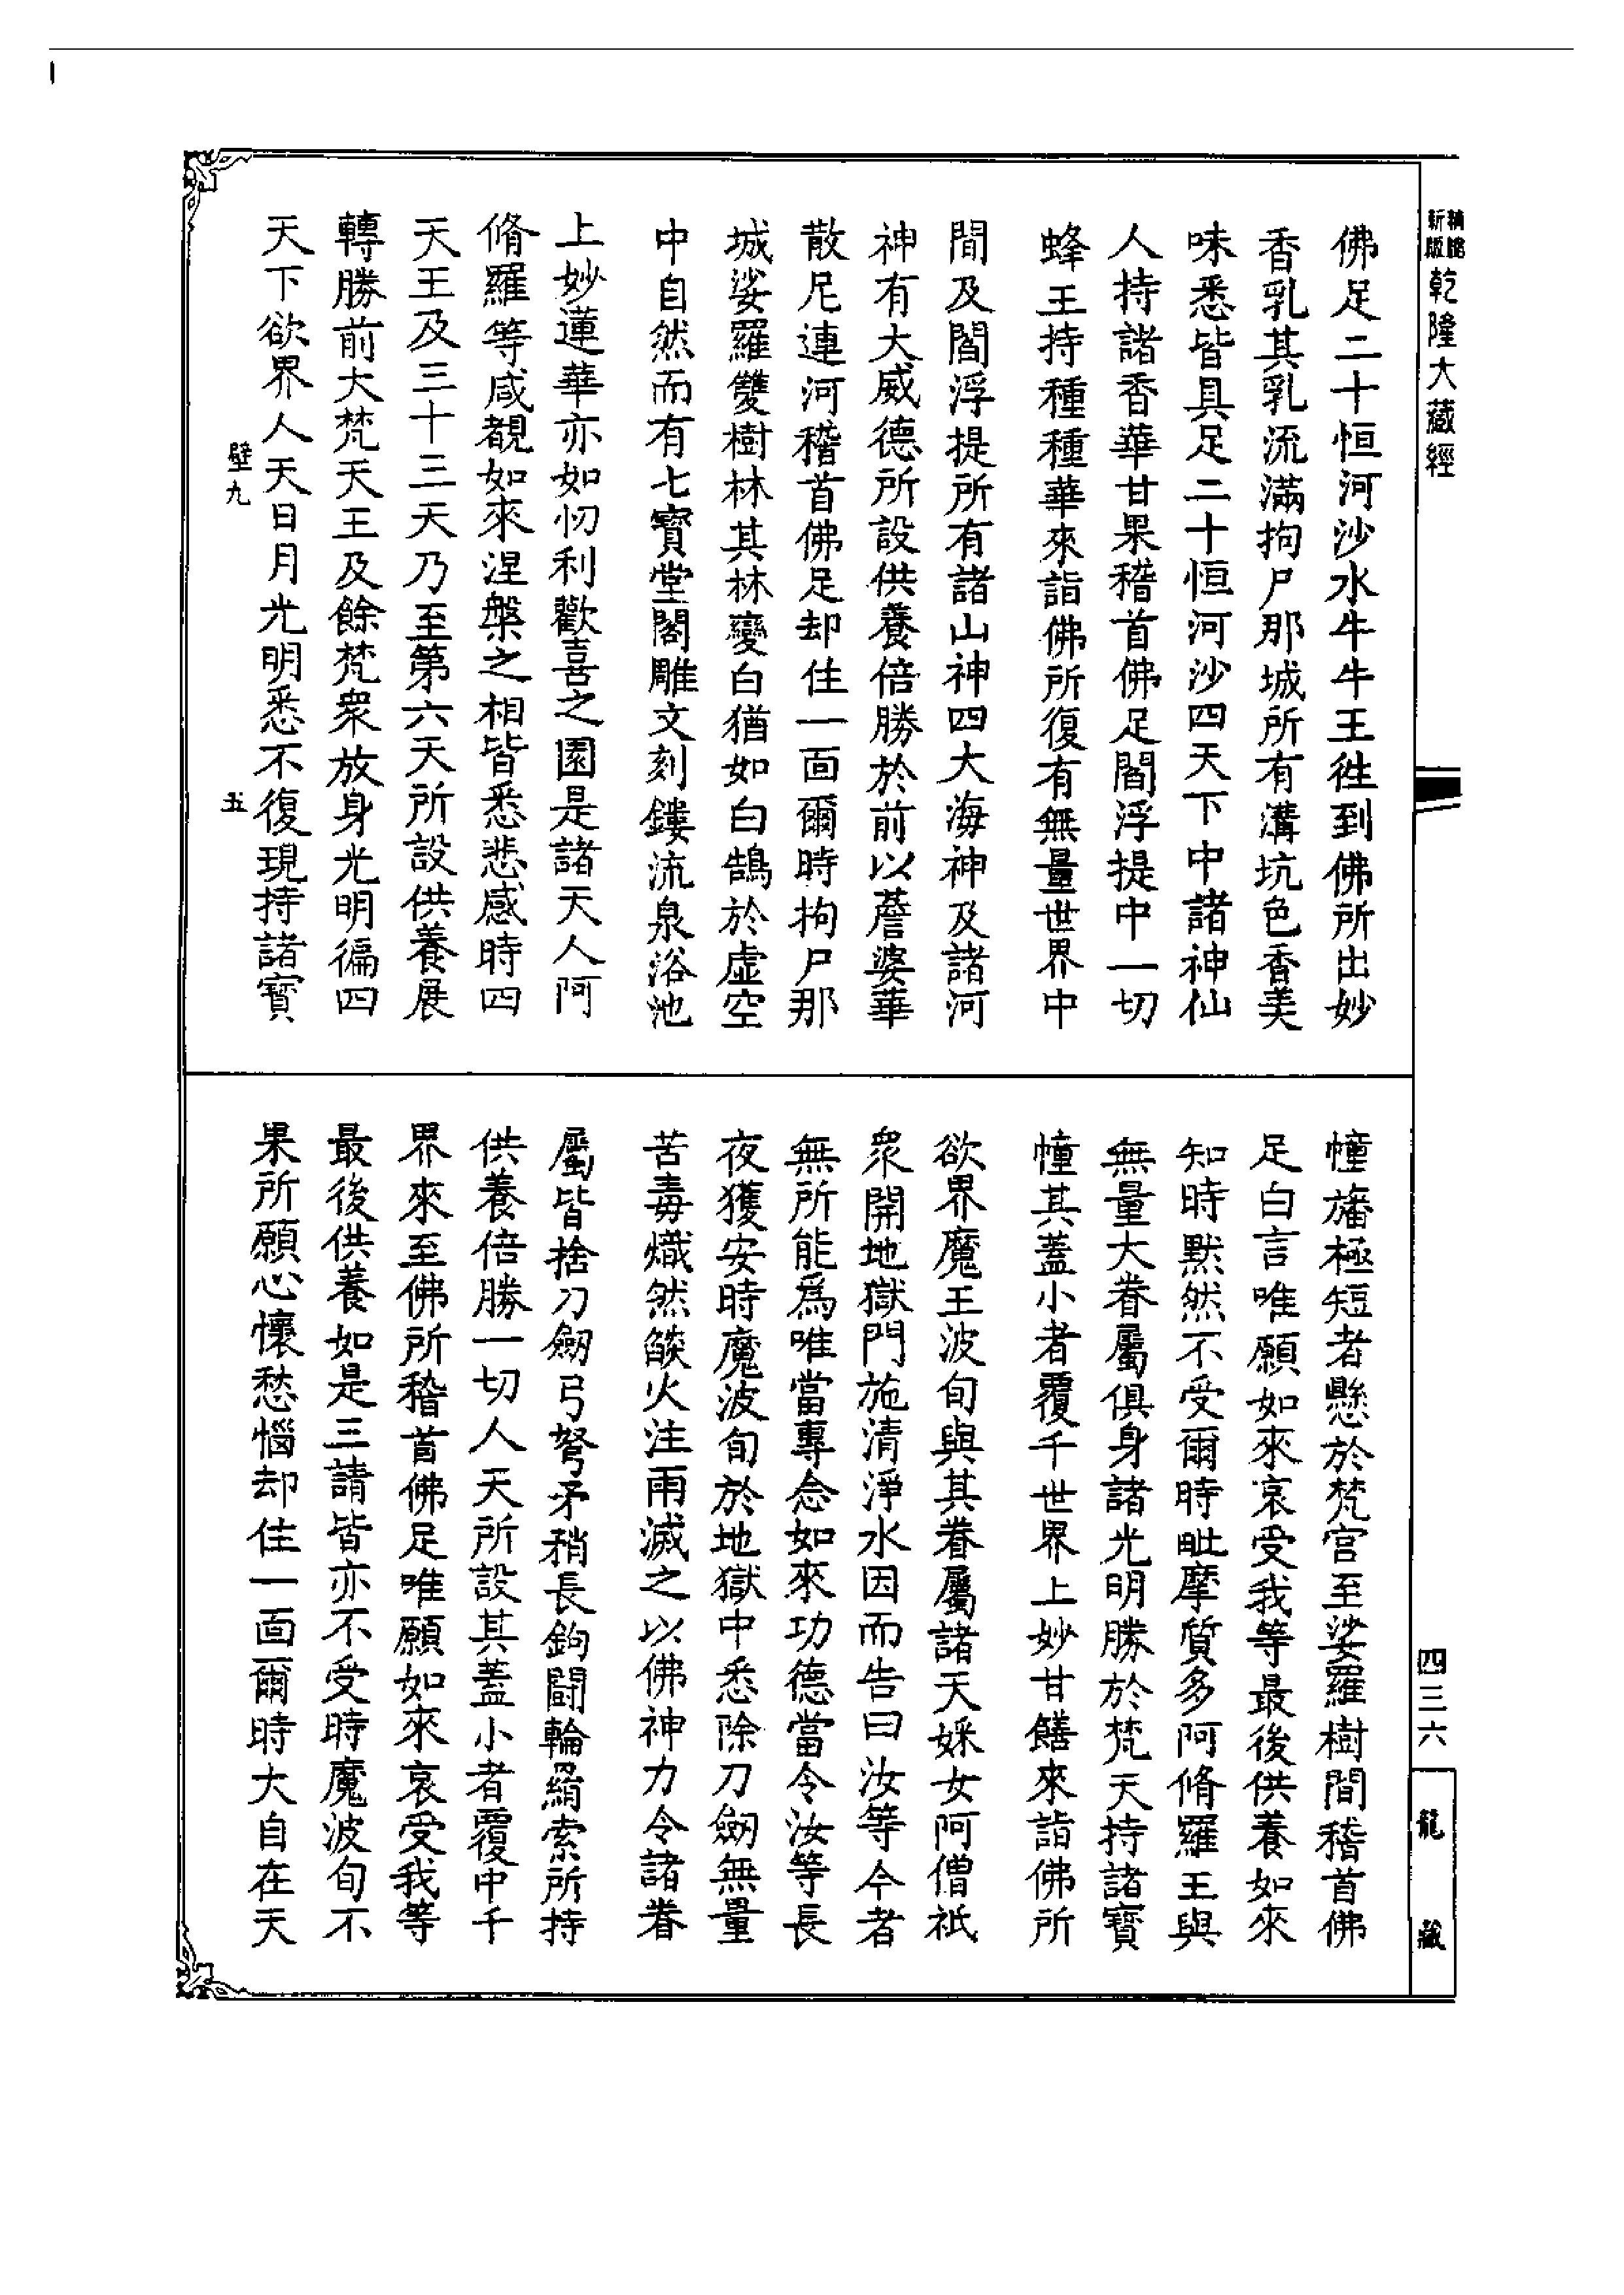 精縮新版乾隆大藏經
佛足二十恒河沙水牛牛王徃到佛所出妙
香乳其乳流滿拘尸那城所有溝坑色香美
味悉皆具足二十恒河沙四天下中諸神仙
人持諸香華甘果稽首佛足閻浮提中一切
蜂王持種種華來詣佛所復有無量世界中
間及閻浮提所有諸山神四大海神及諸河
神有大威德所設供養倍勝於前以薝婆華
散尼連河稽首佛足却住一面爾時拘尸那
城娑羅雙樹林其林變白猶如白鵠於虛空
中自然而有七寶堂閣雕文刻鏤流泉浴池
上妙蓮華亦如忉利歡喜之園是諸天人阿
脩羅等咸覩如來涅槃之相皆悉悲感時四
天王及三十三天乃至第六天所設供養展
轉勝前大梵天王及餘梵衆放身光明徧四
天下欲界人天日月光明悉不復現持諸寶
壁九
五
幢旛極短者懸於梵宮至娑羅樹間稽首佛
足白言唯願如來哀受我等最後供養如來
知時默然不受爾時毗摩質多阿脩羅王與
無量大眷屬俱身諸光明勝於梵天持諸寶
幢其蓋小者覆千世界上妙甘饍來詣佛所
欲界魔王波旬與其眷屬諸天婇女阿僧祇
衆開地獄門施清淨水因而告曰汝等今者
無所能爲唯當專念如來功德當令汝等長
夜獲安時魔波旬於地獄中悉除刀劒無量
苦毒熾然燄火注雨滅之以佛神力令諸眷
屬皆捨刀劒弓弩矛矟長鉤鬪輪羂索所持
供養倍勝一切人天所設其蓋小者覆中千
界來至佛所稽首佛足唯願如來哀受我等
最後供養如是三請皆亦不受時魔波旬不
果所願心懷愁惱却住一面爾時大自在天
四三六
龍藏